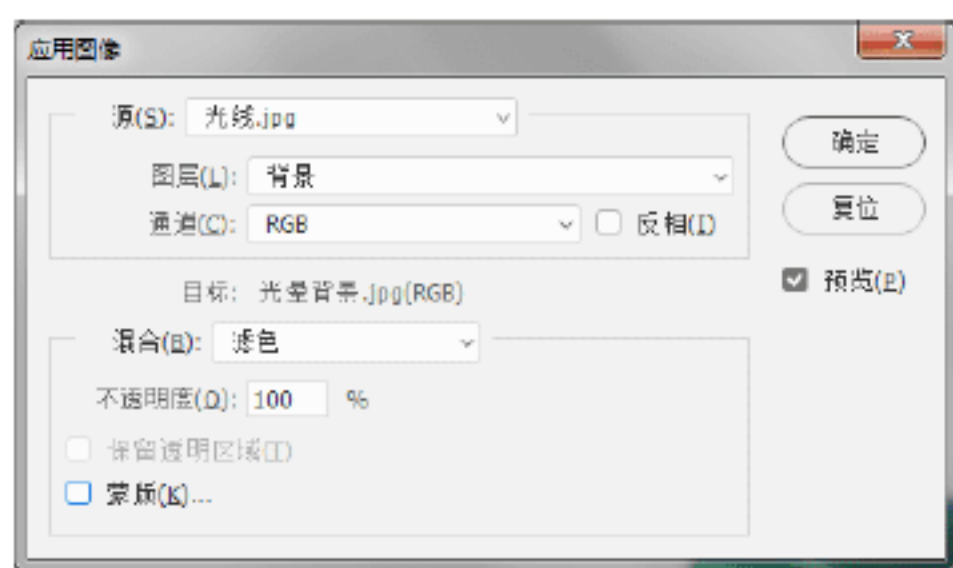 应用图像
源(S): 光线.jpg
确定
图层(L): 背景
复位
通道(C): RGB 反相(I)
预览(P)
目标: 光晕背景.jpg(RGB)
混合(B): 滤色
不透明度(O): 100 %
保留透明区域(T)
蒙版(K)...